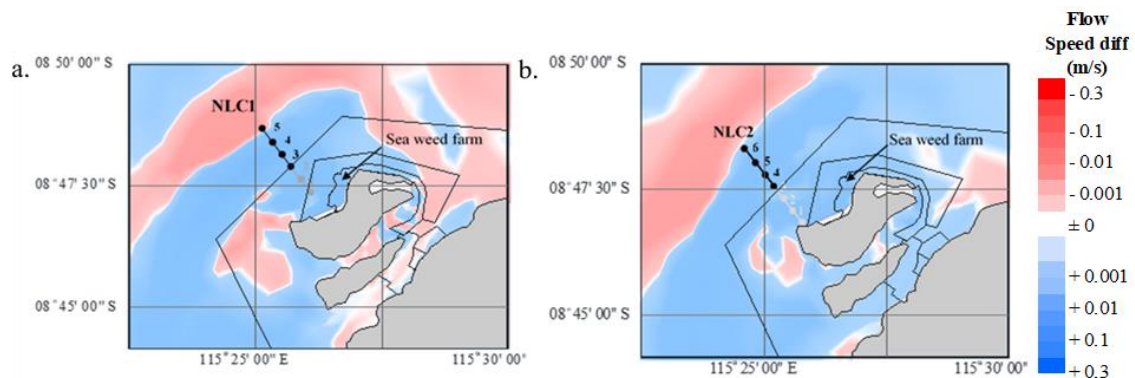 a.
08°50' 00" S
08°47' 30" S
08°45' 00" S
NLC1
5
4
3
Sea weed farm
115° 25' 00" E
115° 30' 00" E
b.
08°50' 00" S
08°47' 30" S
08°45' 00" S
NLC2
6
5
4
1
Sea weed farm
115° 25' 00" E
115° 30' 00" E
Flow
Speed diff
(m/s)
- 0.3
- 0.1
- 0.01
- 0.001
± 0
+ 0.001
+ 0.01
+ 0.1
+ 0.3